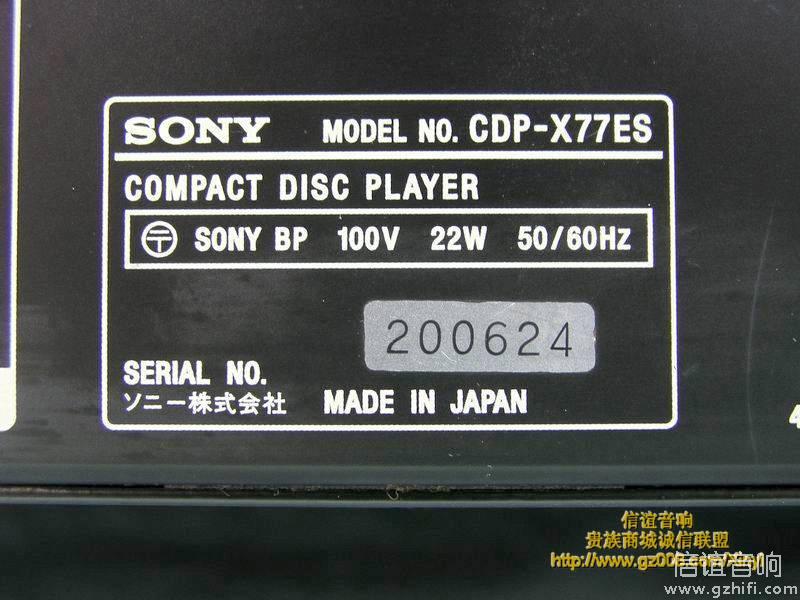 SONY MODEL NO. CDP-X77ES
COMPACT DISC PLAYER
〶 SONY BP 100V 22W 50/60Hz
200624
SERIAL NO.
ソニー株式会社 MADE IN JAPAN
4
信谊音响
贵族商城诚信联盟
信谊音响
www.gzhifi.com